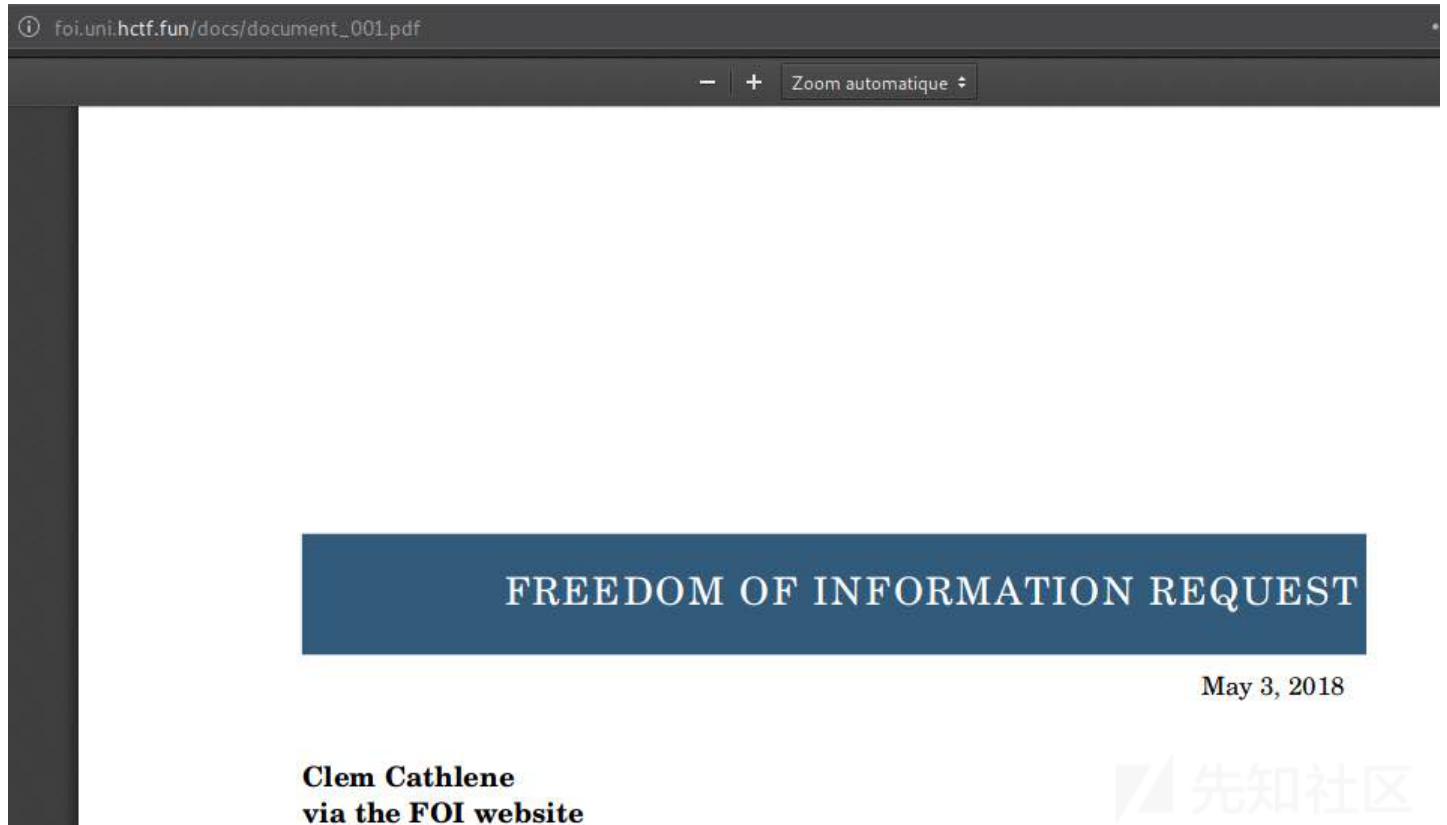 foi.uni.hctf.fun/docs/document_001.pdf
− + Zoom automatique
FREEDOM OF INFORMATION REQUEST
May 3, 2018
Clem Cathlene
via the FOI website
先知社区